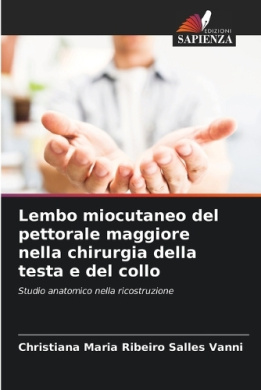 EDIZIONI
SAPIENZA
Lembo miocutaneo del
pettorale maggiore
nella chirurgia della
testa e del collo
Studio anatomico nella ricostruzione
Christiana Maria Ribeiro Salles Vanni